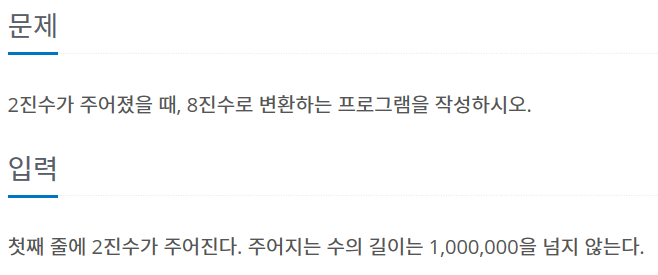 문제
2진수가 주어졌을 때, 8진수로 변환하는 프로그램을 작성하시오.
입력
첫째 줄에 2진수가 주어진다. 주어지는 수의 길이는 1,000,000을 넘지 않는다.